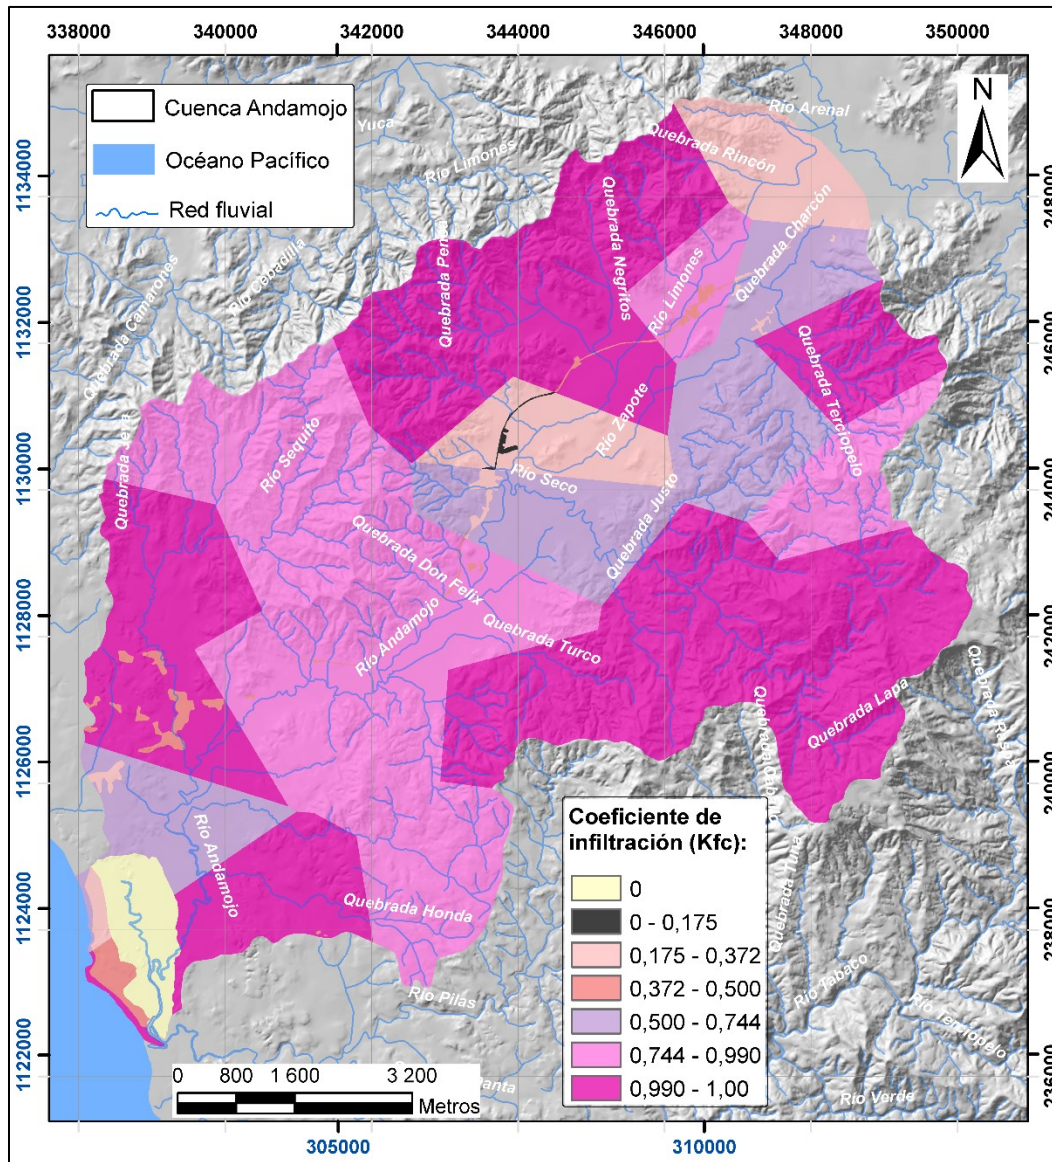 338000 340000 342000 344000 346000 348000 350000
N
Cuenca Andamojo
Océano Pacífico
Red fluvial
Yuca
Río Limones
Río Arenal
Quebrada Rincón
Quebrada Charcón
Quebrada Negritos
Río Limones
Quebrada Camarones
Río Cebadilla
Quebrada Terciopelo
Río Zapote
Río Sequito
Río Seco
Quebrada Justo
Quebrada Don Felix
Río Andamojo
Quebrada Turco
Quebrada Lapa
Río Andamojo
Quebrada Honda
Quebrada Tuna
Río Pilas
Río Tabaco
Río Terciopelo
Río Verde
1134000
1132000
1130000
1128000
1126000
1124000
1122000
248000
246000
244000
242000
240000
238000
236000
Coeficiente de
infiltración (Kfc):
0
0 - 0,175
0,175 - 0,372
0,372 - 0,500
0,500 - 0,744
0,744 - 0,990
0,990 - 1,00
0 800 1 600 3 200
Metros
305000 310000